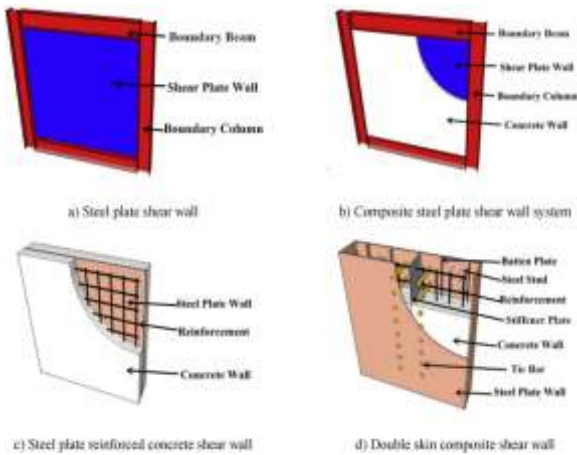 Boundary Beam
Shear Plate Wall
Boundary Column
a) Steel plate shear wall
Boundary Beam
Shear Plate Wall
Boundary Column
Concrete Wall
b) Composite steel plate shear wall system
Steel Plate Wall
Reinforcement
Concrete Wall
c) Steel plate reinforced concrete shear wall
Batten Plate
Steel Stud
Reinforcement
Stiffener Plate
Concrete Wall
Tie Bar
Steel Plate Wall
d) Double skin composite shear wall